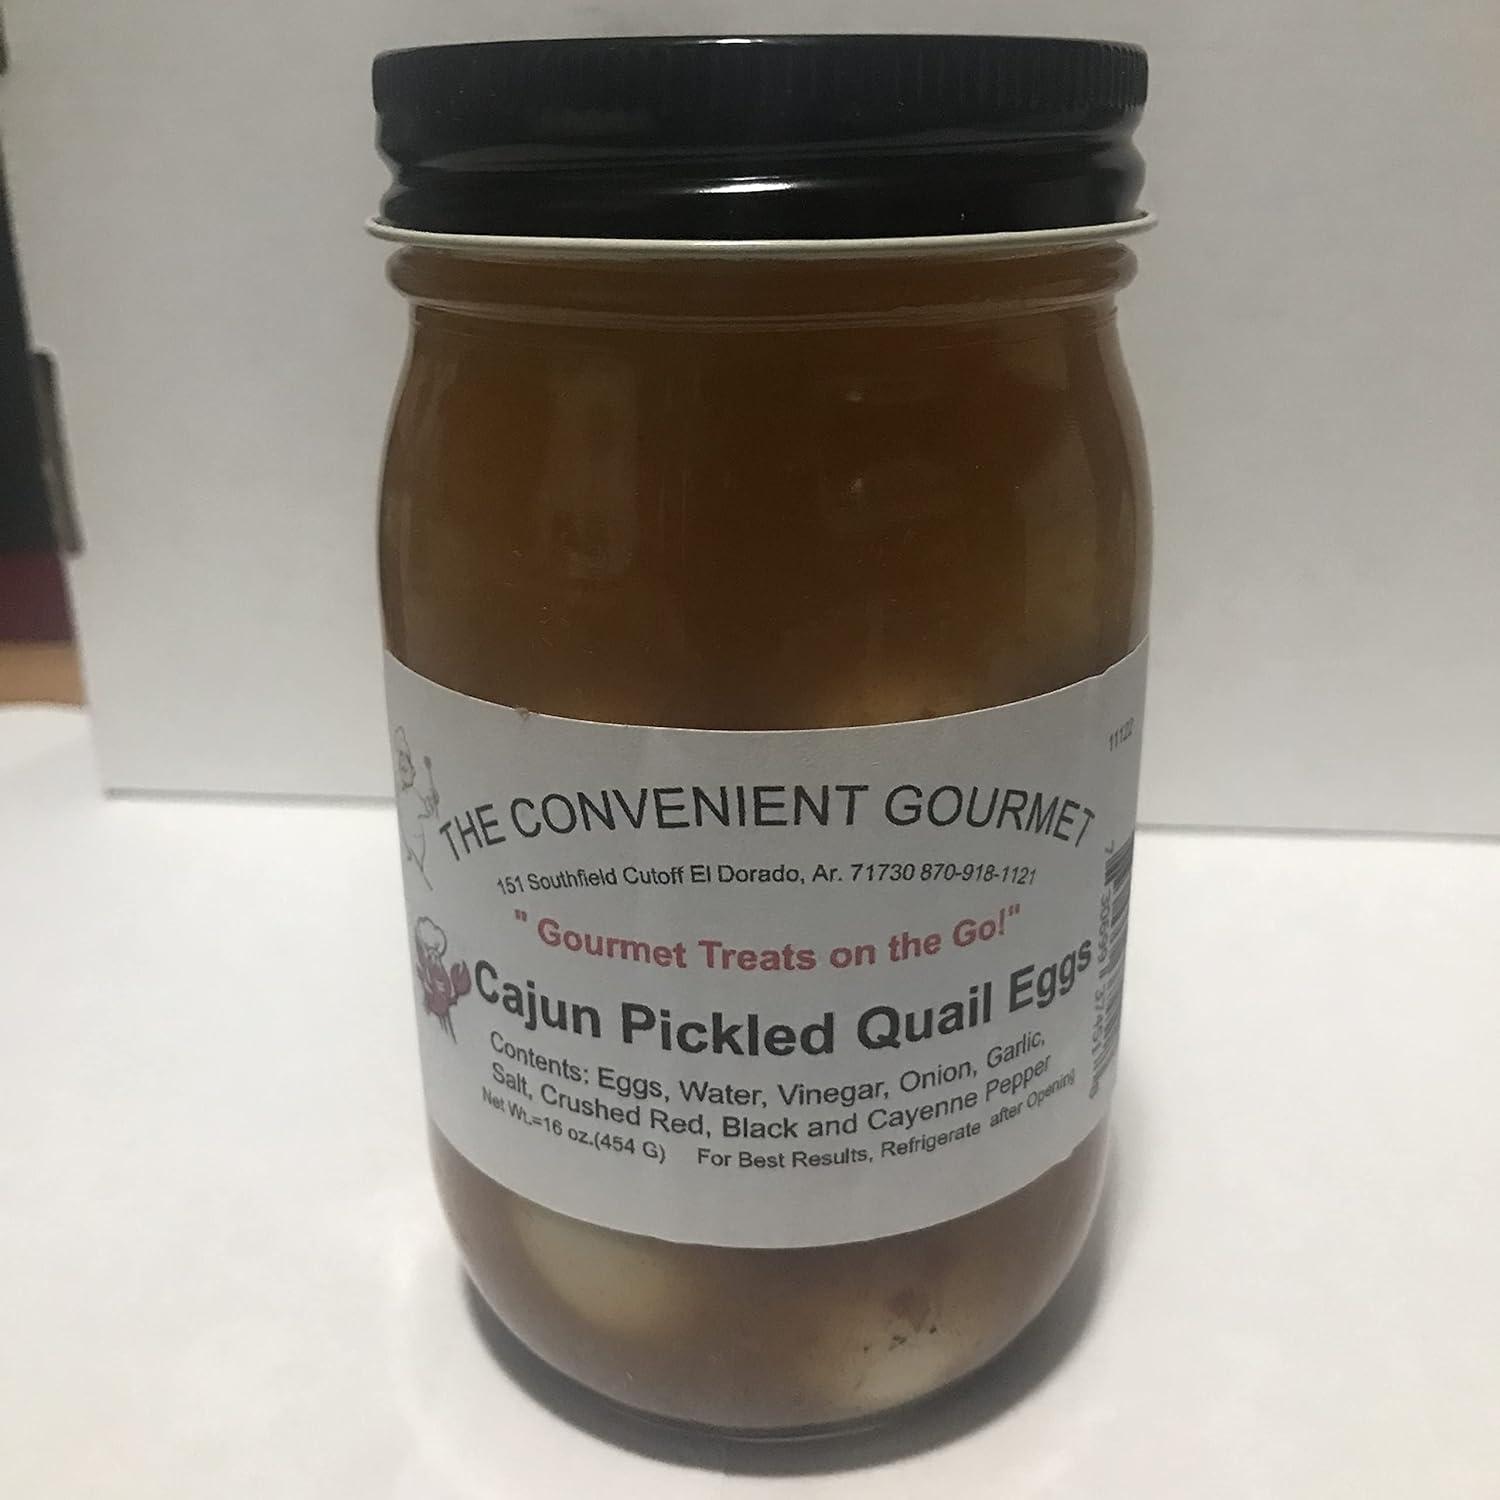 11122
THE CONVENIENT GOURMET
151 Southfield Cutoff El Dorado, Ar. 71730 870-918-1121
" Gourmet Treats on the Go!"
Cajun Pickled Quail Eggs
Contents: Eggs, Water, Vinegar, Onion, Garlic,
Salt, Crushed Red, Black and Cayenne Pepper
Net Wt.=16 oz.(454 G) For Best Results, Refrigerate after Opening